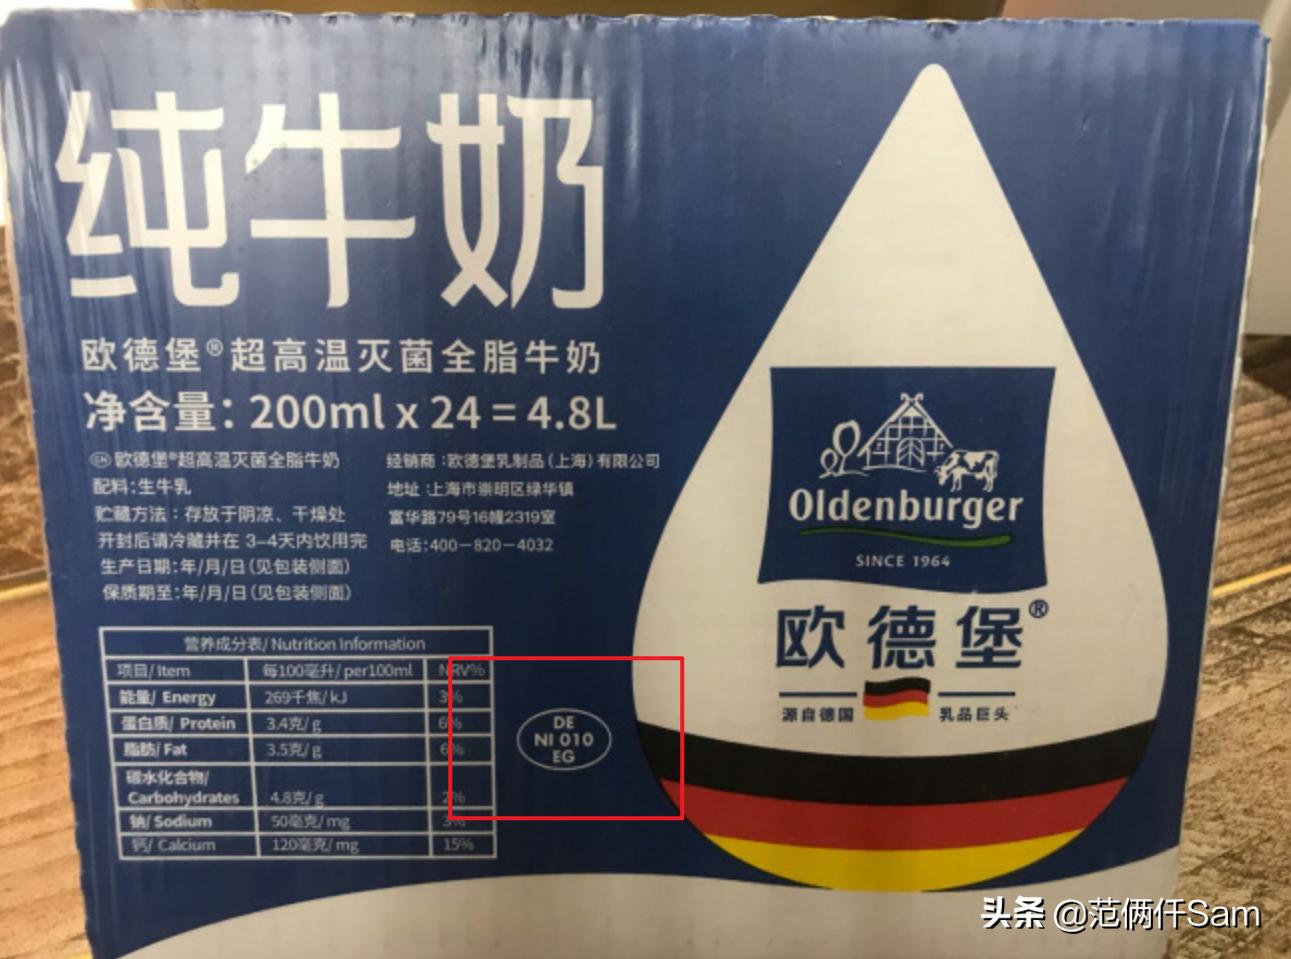 纯牛奶
欧德堡®超高温灭菌全脂牛奶
净含量：200ml x 24 = 4.8L
CN 欧德堡®超高温灭菌全脂牛奶
配料：生牛乳
贮藏方法：存放于阴凉、干燥处
开封后请冷藏并在 3-4天内饮用完
生产日期：年/月/日（见包装侧面）
保质期至：年/月/日（见包装侧面）
经销商：欧德堡乳制品（上海）有限公司
地址：上海市崇明区绿华镇
富华路79号16幢2319室
电话：400-820-4032
营养成分表/ Nutrition Information
项目/ Item 每100毫升/ per100ml NRV%
能量/ Energy 269千焦/ kJ 3%
蛋白质/ Protein 3.4克/ g 6%
脂肪/ Fat 3.5克/ g 6%
碳水化合物/
Carbohydrates 4.8克/ g 2%
钠/ Sodium 50毫克/ mg 3%
钙/ Calcium 120毫克/ mg 15%
DE
NI 010
EG
Oldenburger
SINCE 1964
欧德堡®
源自德国 乳品巨头
头条 @范俩仟Sam